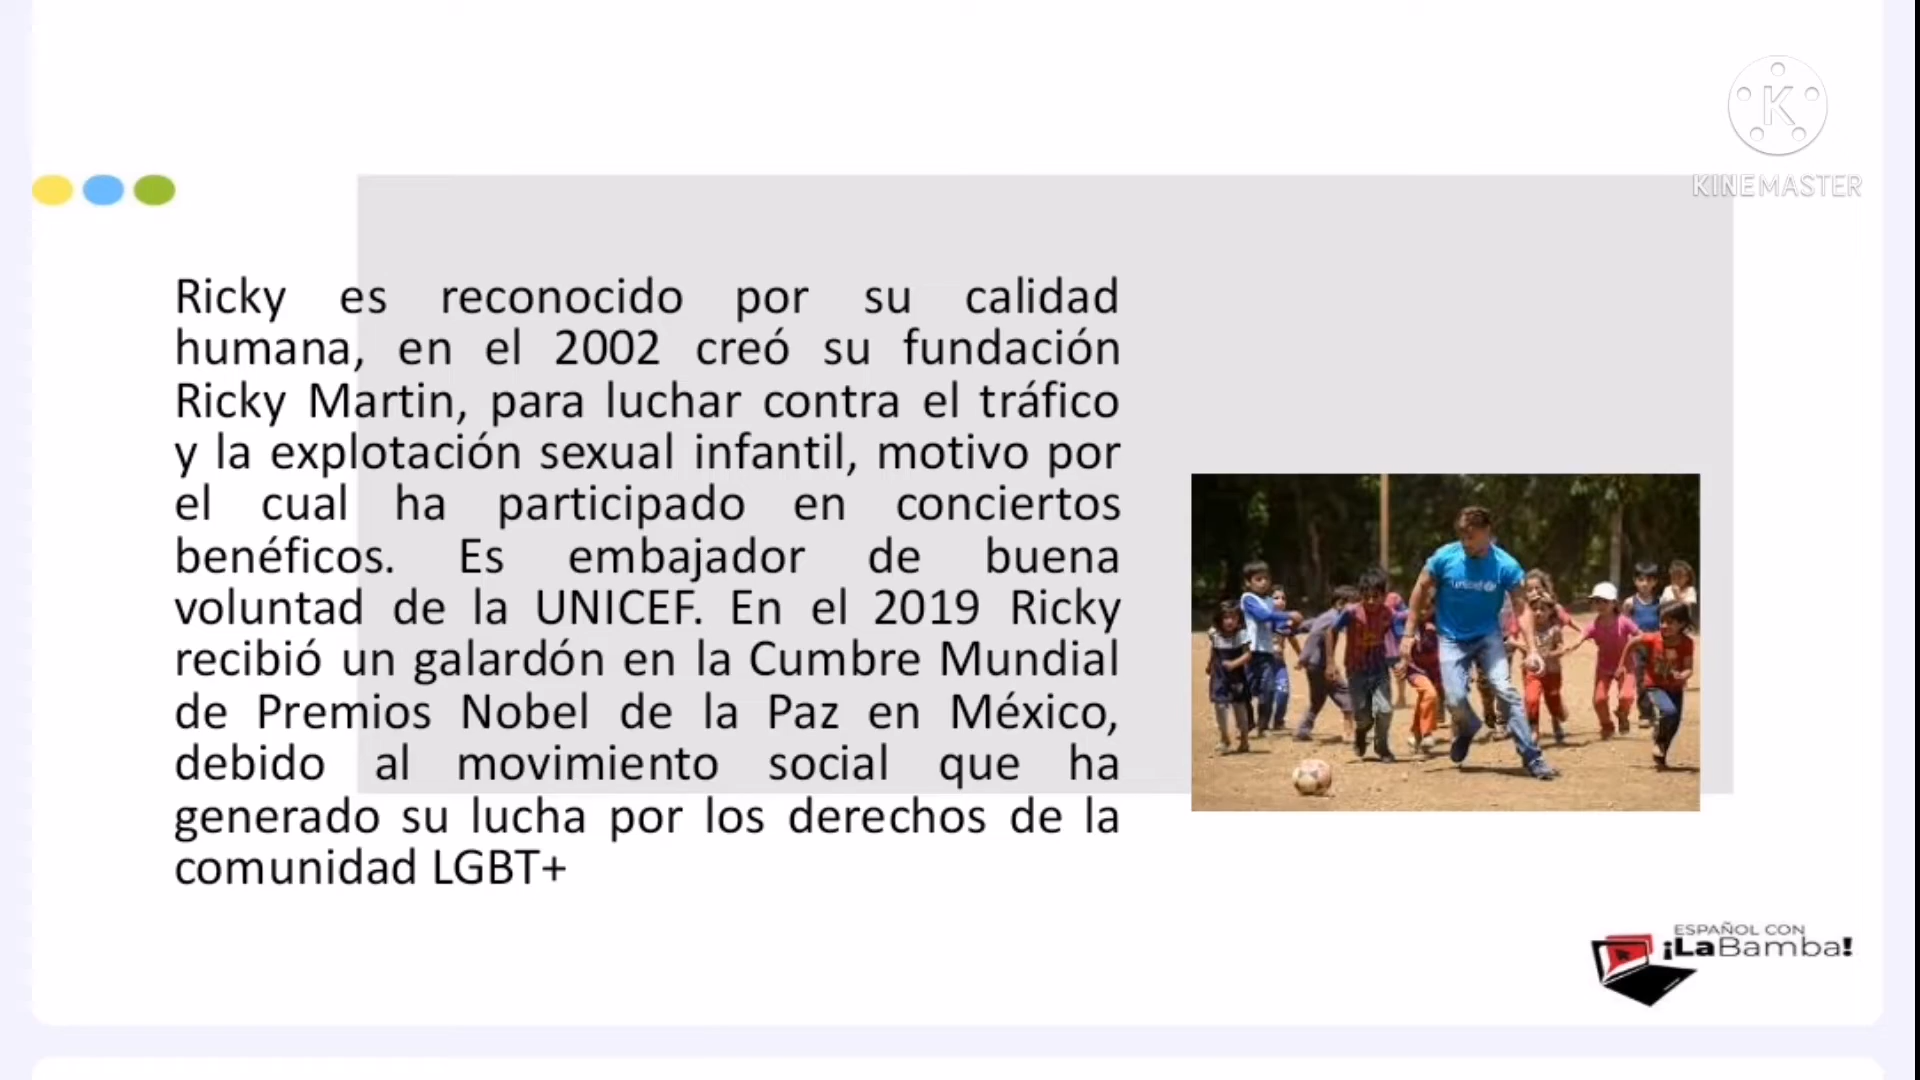 KINEMASTER
Ricky es reconocido por su calidad
humana, en el 2002 creó su fundación
Ricky Martin, para luchar contra el tráfico
y la explotación sexual infantil, motivo por
el cual ha participado en conciertos
benéficos. Es embajador de buena
voluntad de la UNICEF. En el 2019 Ricky
recibió un galardón en la Cumbre Mundial
de Premios Nobel de la Paz en México,
debido al movimiento social que ha
generado su lucha por los derechos de la
comunidad LGBT+
unicef
ESPAÑOL CON
¡LaBamba!